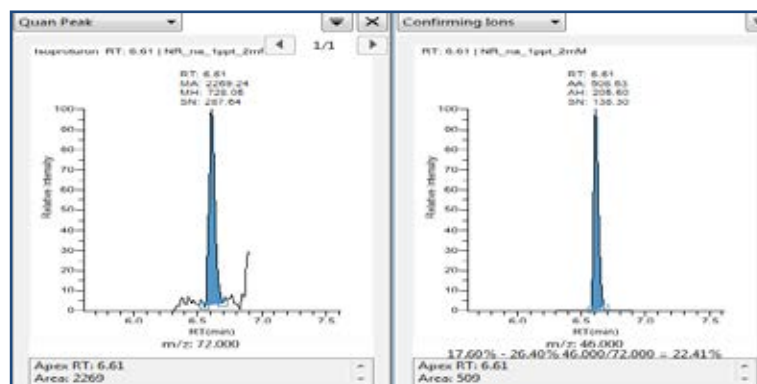 Quan Peak
1/1
Isoproturon RT: 6.61 | NR_na_1ppt_2mM
RT: 6.61
MA: 2269.24
MH: 728.05
SN: 287.64
100
90
80
70
60
50
40
30
20
10
0
Relative Intensity
6.0
6.5
7.0
7.5
RT(min)
m/z: 72.000
Apex RT: 6.61
Area: 2269
Confirming Ions
RT: 6.61 | NR_na_1ppt_2mM
RT: 6.61
AA: 508.63
AH: 205.60
SN: 138.30
100
90
80
70
60
50
40
30
20
10
0
Relative Intensity
6.0
6.5
7.0
7.5
RT(min)
m/z: 46.000
17.60% - 26.40% 46.000/72.000 = 22.41%
Apex RT: 6.61
Area: 509